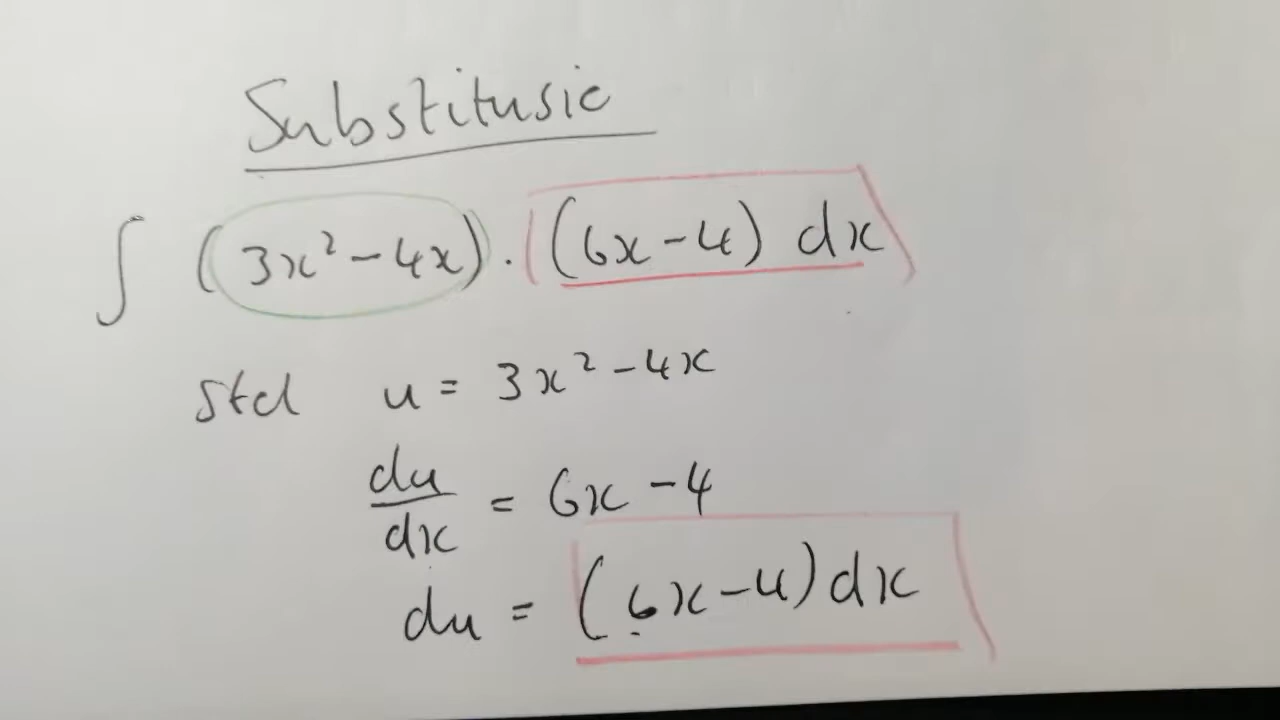 Substitusie
∫ (3x² - 4x) · (6x - 4) dx
Stel u = 3x² - 4x
du/dx = 6x - 4
du = (6x - 4) dx